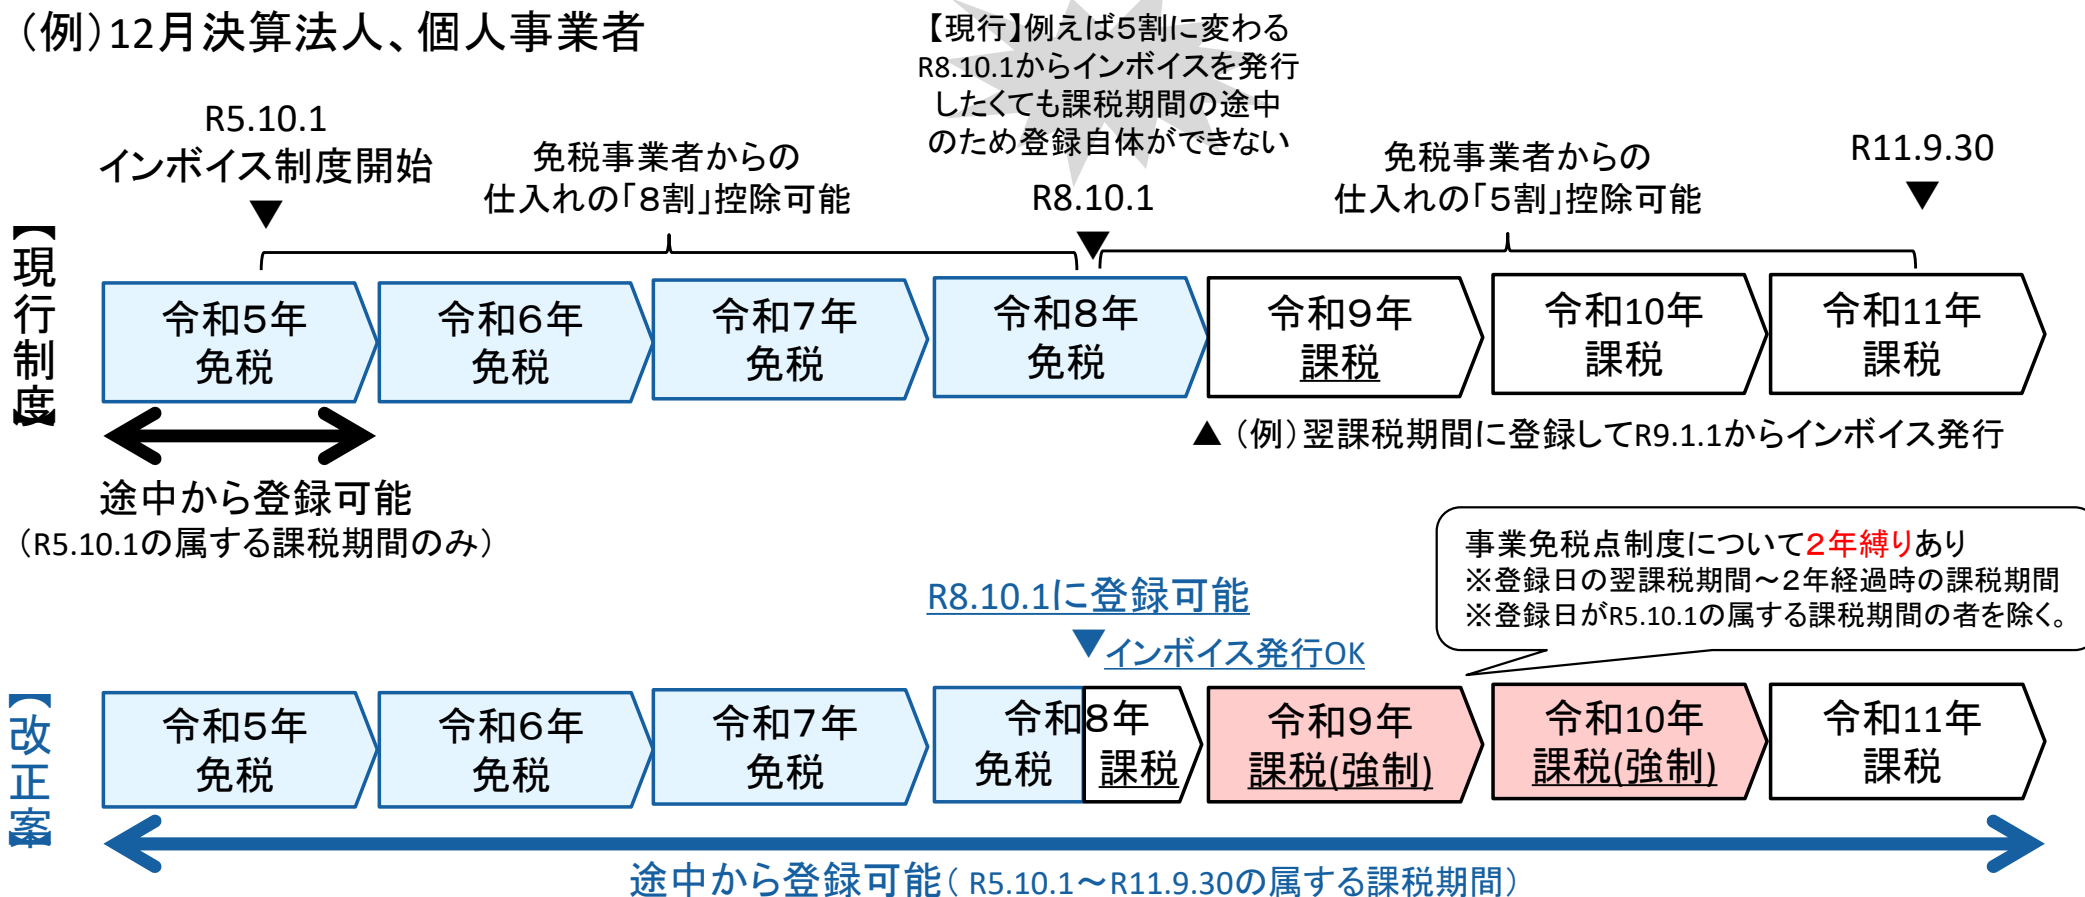 （例）12月決算法人、個人事業者
【現行】例えば５割に変わる
R8.10.1からインボイスを発行
したくても課税期間の途中
のため登録自体ができない
R5.10.1
インボイス制度開始
免税事業者からの
仕入れの「８割」控除可能
R8.10.1
免税事業者からの
仕入れの「５割」控除可能
R11.9.30
【現行制度】
令和５年
免税
令和６年
免税
令和７年
免税
令和８年
免税
令和９年
課税
令和10年
課税
令和11年
課税
▲（例）翌課税期間に登録してR9.1.1からインボイス発行
途中から登録可能
（R5.10.1の属する課税期間のみ）
事業免税点制度について２年縛りあり
※登録日の翌課税期間～２年経過時の課税期間
※登録日がR5.10.1の属する課税期間の者を除く。
R8.10.1に登録可能
インボイス発行OK
【改正案】
令和５年
免税
令和６年
免税
令和７年
免税
令和８年
免税 課税
令和９年
課税(強制)
令和10年
課税(強制)
令和11年
課税
途中から登録可能（ R5.10.1～R11.9.30の属する課税期間）